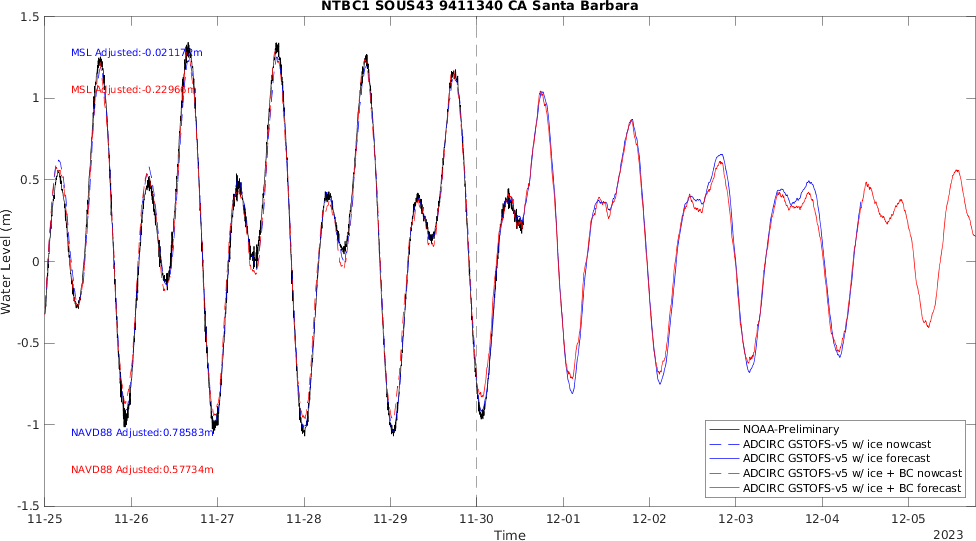 NTBC1 SOUS43 9411340 CA Santa Barbara
1.5
1
0.5
0
-0.5
-1
-1.5
Water Level (m)
MSL Adjusted:
MSL Adjusted:
NAVD88 Adjusted:0.78583m
NAVD88 Adjusted:0.57734m
NOAA-Preliminary
ADCIRC GSTOFS-v5 w/ ice nowcast
ADCIRC GSTOFS-v5 w/ ice forecast
ADCIRC GSTOFS-v5 w/ ice + BC nowcast
ADCIRC GSTOFS-v5 w/ ice + BC forecast
11-25 11-26 11-27 11-28 11-29 11-30 12-01 12-02 12-03 12-04 12-05
Time
2023